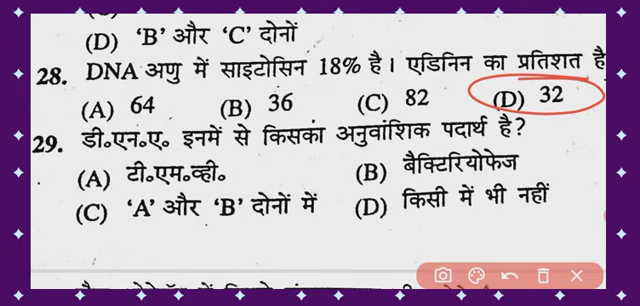 (D) 'B' और 'C' दोनों
28. DNA अणु में साइटोसिन 18% है। एडिनिन का प्रतिशत है
(A) 64 (B) 36 (C) 82 (D) 32
29. डी॰एन॰ए॰ इनमें से किसका अनुवांशिक पदार्थ है?
(A) टी॰एम॰व्ही॰ (B) बैक्टिरियोफेज
(C) 'A' और 'B' दोनों में (D) किसी में भी नहीं